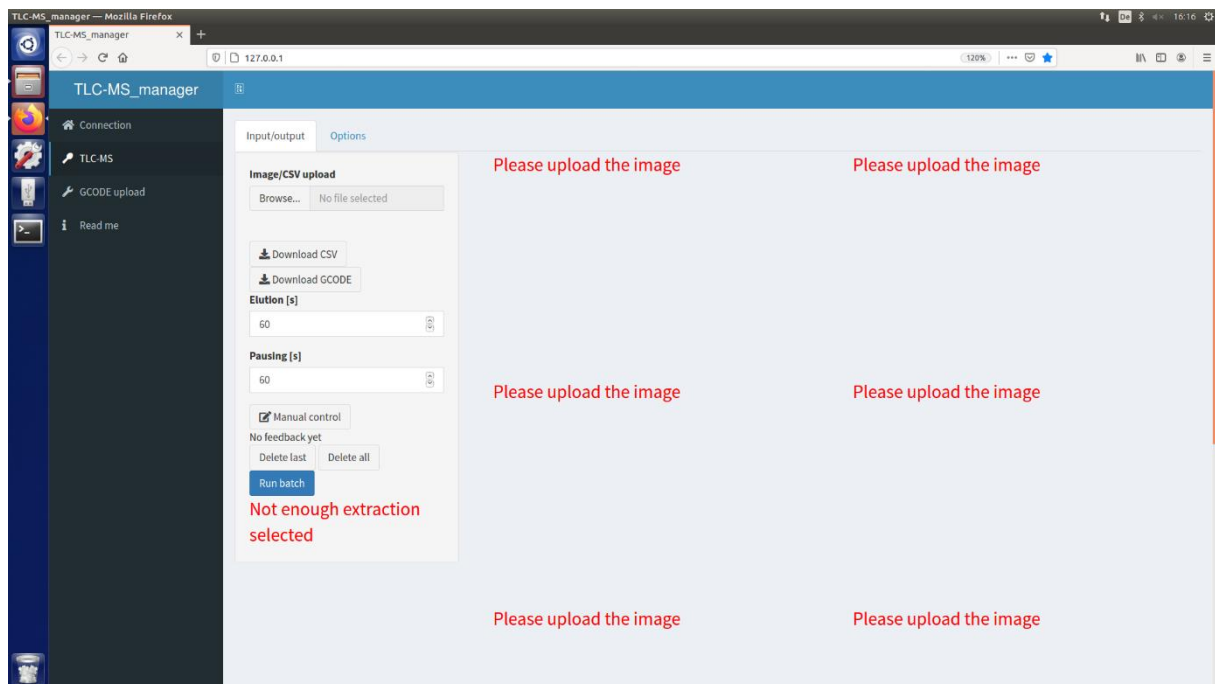 TLC-MS_manager — Mozilla Firefox
De
16:16
TLC-MS_manager
127.0.0.1
120%
TLC-MS_manager
Connection
TLC-MS
GCODE upload
Read me
Input/output
Options
Image/CSV upload
Browse...
No file selected
Download CSV
Download GCODE
Elution [s]
60
Pausing [s]
60
Manual control
No feedback yet
Delete last
Delete all
Run batch
Not enough extraction
selected
Please upload the image
Please upload the image
Please upload the image
Please upload the image
Please upload the image
Please upload the image